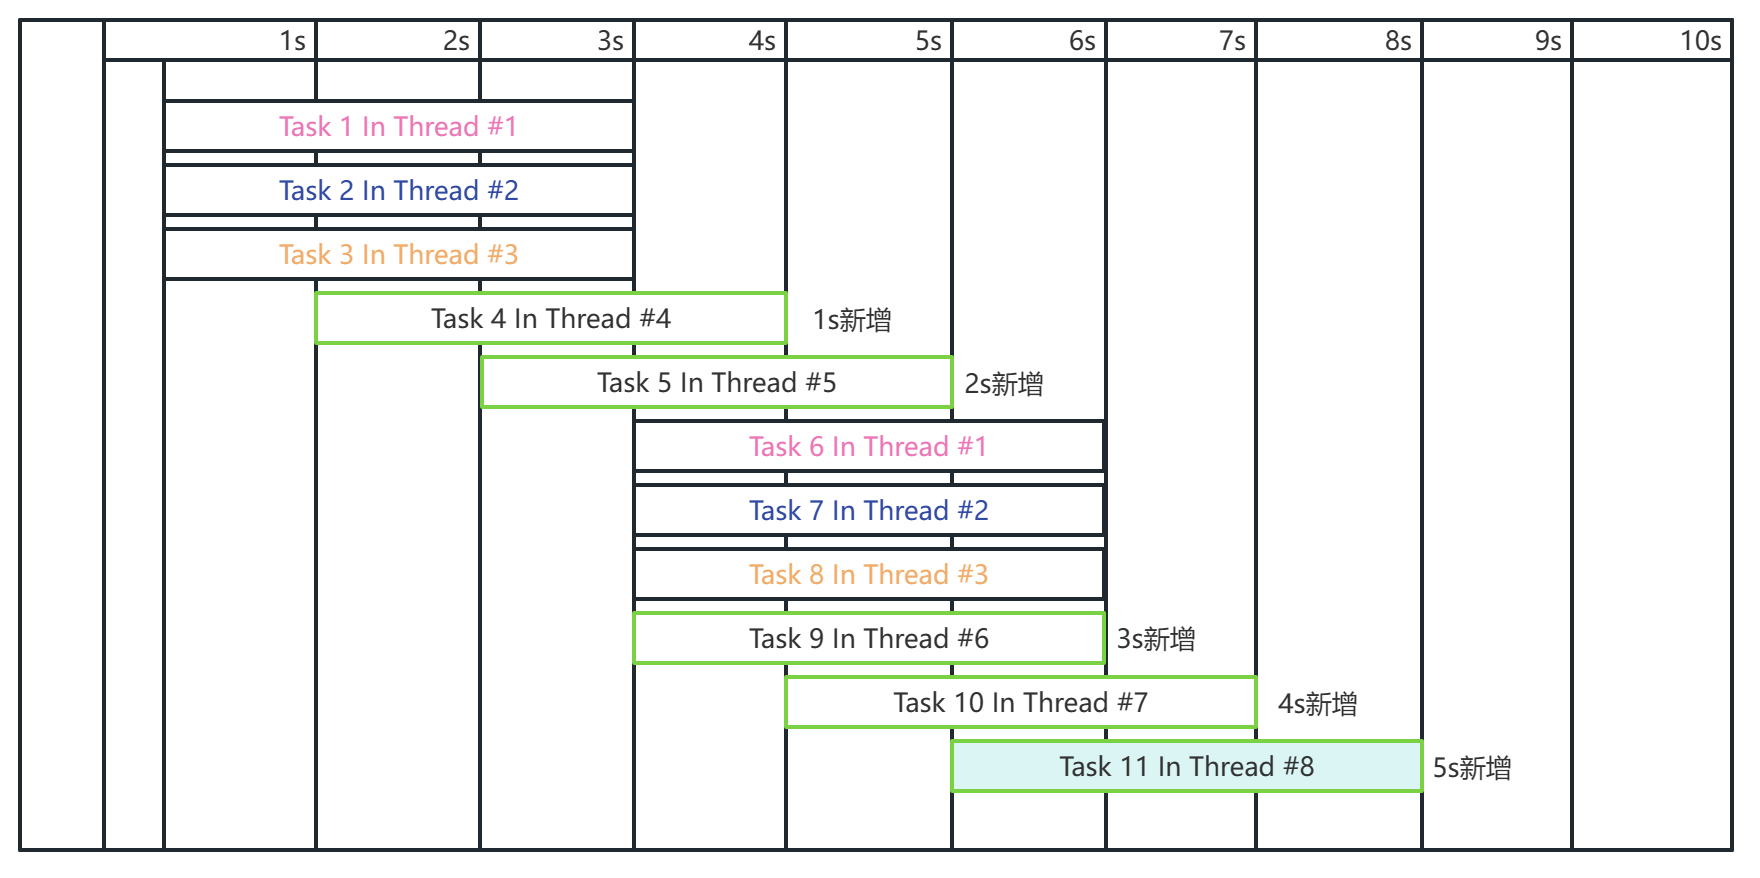 1s 2s 3s 4s 5s 6s 7s 8s 9s 10s
Task 1 In Thread #1
Task 2 In Thread #2
Task 3 In Thread #3
Task 4 In Thread #4 1s新增
Task 5 In Thread #5 2s新增
Task 6 In Thread #1
Task 7 In Thread #2
Task 8 In Thread #3
Task 9 In Thread #6 3s新增
Task 10 In Thread #7 4s新增
Task 11 In Thread #8 5s新增